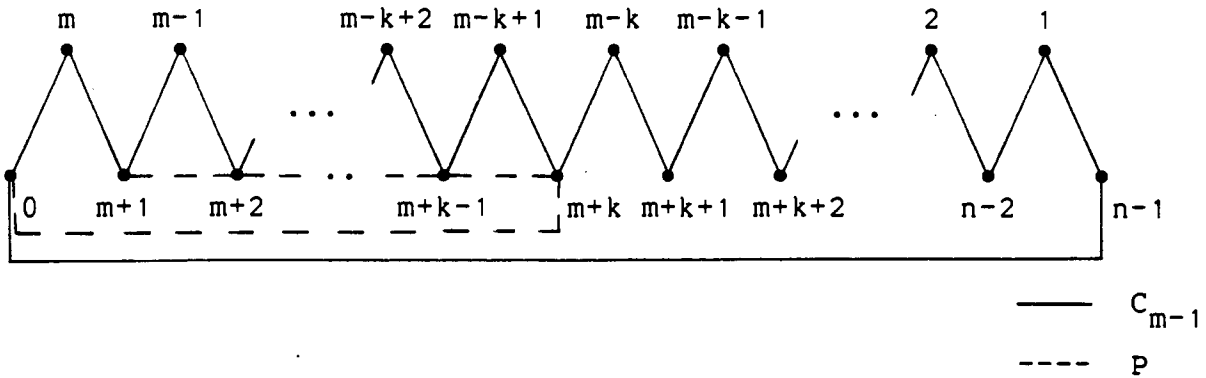 m m-1 m-k+2 m-k+1 m-k m-k-1 2 1
... ...
0 m+1 m+2 .. m+k-1 m+k m+k+1 m+k+2 n-2 n-1
C_{m-1}
P